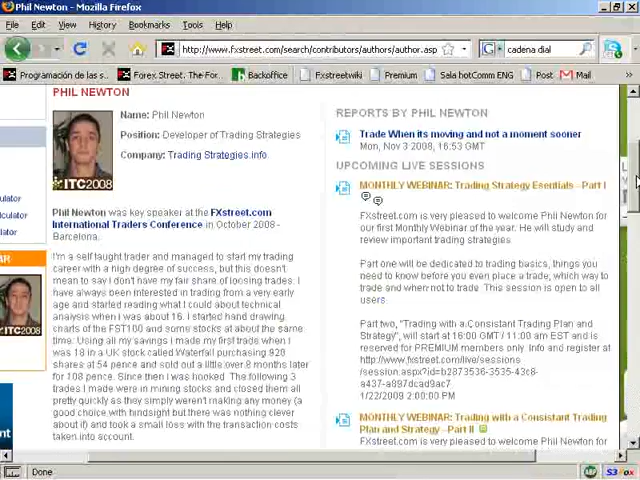 Phil Newton - Mozilla Firefox
File Edit View History Bookmarks Tools Help
http://www.fxstreet.com/search/contributors/authors/author.asp
cadena dial
Programación de las s... Forex. Street. The For... Backoffice Fxstreetwiki Premium Sala hotComm ENG Post Mail
PHIL NEWTON
Name: Phil Newton
Position: Developer of Trading Strategies
Company: Trading Strategies.info
ITC2008
Phil Newton was key speaker at the FXstreet.com
International Traders Conference in October 2008 -
Barcelona.
I'm a self taught trader and managed to start my trading
career with a high degree of success, but this doesn't
mean to say I don't have my fair share of loosing trades. I
have always been interested in trading from a very early
age and started reading what I could about technical
analysis when I was about 16. I started hand drawing
charts of the FST100 and some stocks at about the same
time. Using all my savings I made my first trade when I
was 18 in a UK stock called Waterfall purchasing 928
shares at 54 pence and sold out a little over 8 months later
for 108 pence. Since then I was hooked. The following 3
trades I made were in mining stocks and closed them all
pretty quickly as they simply weren't making any money (a
good choice with hindsight but there was nothing clever
about it) and took a small loss with the transaction costs
taken into account.
REPORTS BY PHIL NEWTON
Trade When its moving and not a moment sooner
Mon, Nov 3 2008, 16:53 GMT
UPCOMING LIVE SESSIONS
MONTHLY WEBINAR: Trading Strategy Esentials - Part I
FXstreet.com is very pleased to welcome Phil Newton for
our first Monthly Webinar of the year. He will study and
review important trading strategies.
Part one will be dedicated to trading basics, things you
need to know before you even place a trade, which way to
trade and when not to trade. This session is open to all
users.
Part two, "Trading with a Consistant Trading Plan and
Strategy", will start at 16:00 GMT / 11:00 am EST and is
reserved for PREMIUM members only. Info and register at
http://www.fxstreet.com/live/sessions
/session.aspx?id=b2873536-3535-43c8-
a437-a897dcad9ac7
1/22/2009 2:00:00 PM
MONTHLY WEBINAR: Trading with a Consistant Trading
Plan and Strategy - Part II
FXstreet.com is very pleased to welcome Phil Newton for
culator
lculator
lator
AR
ITC2008
nt
Done
S3Fox